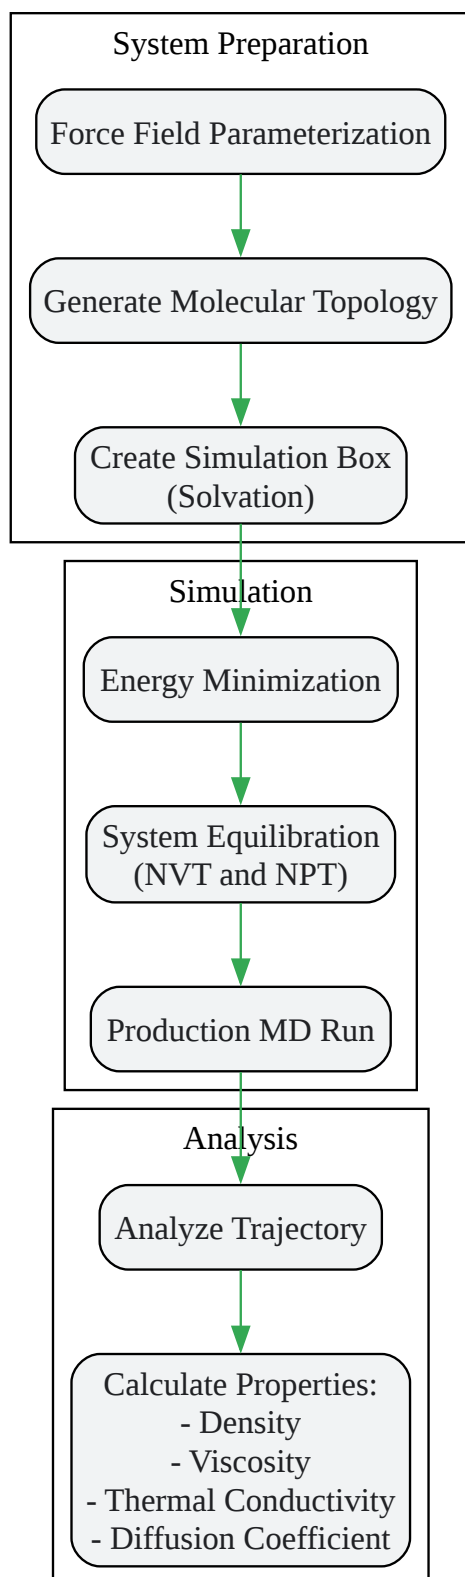 System Preparation
Force Field Parameterization
Generate Molecular Topology
Create Simulation Box
(Solvation)
Simulation
Energy Minimization
System Equilibration
(NVT and NPT)
Production MD Run
Analysis
Analyze Trajectory
Calculate Properties:
- Density
- Viscosity
- Thermal Conductivity
- Diffusion Coefficient